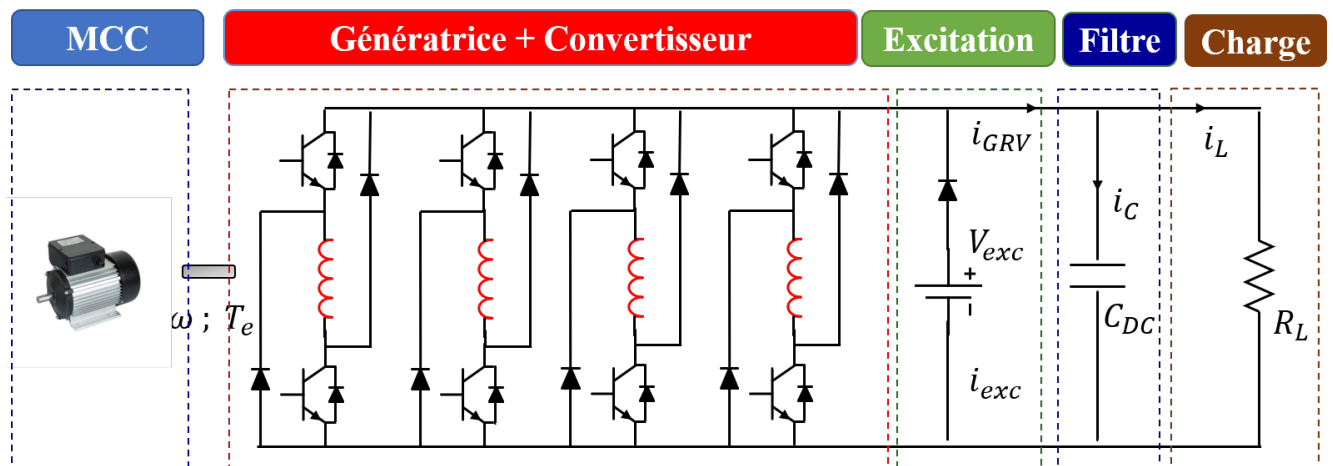 MCC
Génératrice + Convertisseur
Excitation
Filtre
Charge
i_GRV
i_L
i_C
V_exc
+
ω ; T_e
C_DC
R_L
i_exc